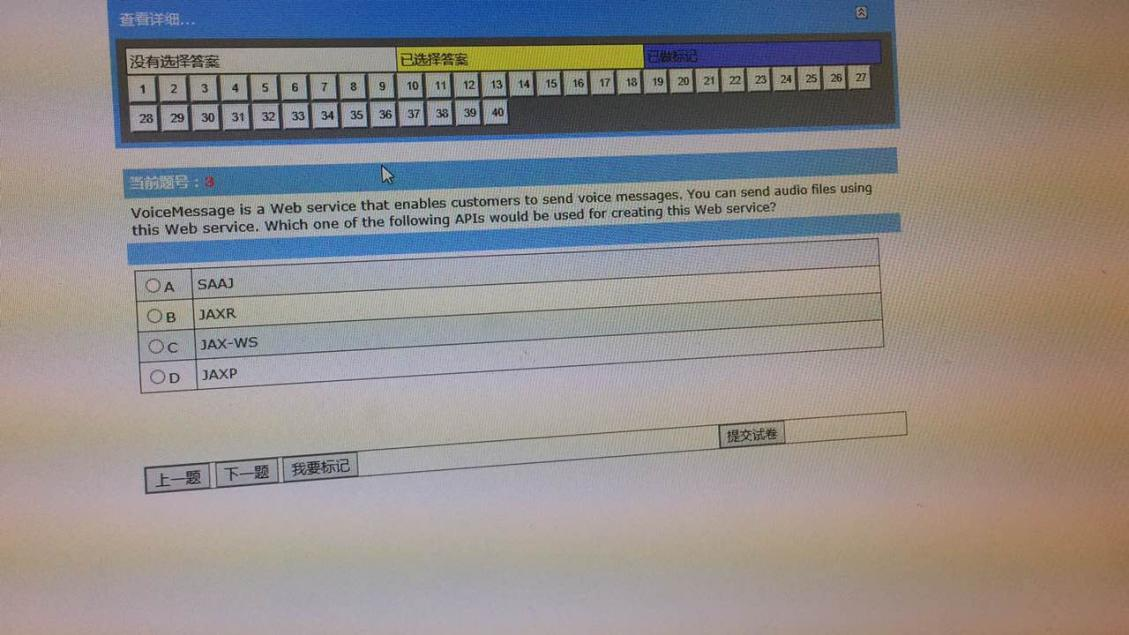 查看详细...
没有选择答案 已选择答案 已做标记
1 2 3 4 5 6 7 8 9 10 11 12 13 14 15 16 17 18 19 20 21 22 23 24 25 26 27
28 29 30 31 32 33 34 35 36 37 38 39 40
当前题号：3
VoiceMessage is a Web service that enables customers to send voice messages. You can send audio files using
this Web service. Which one of the following APIs would be used for creating this Web service?
A SAAJ
B JAXR
C JAX-WS
D JAXP
提交试卷
上一题 下一题 我要标记